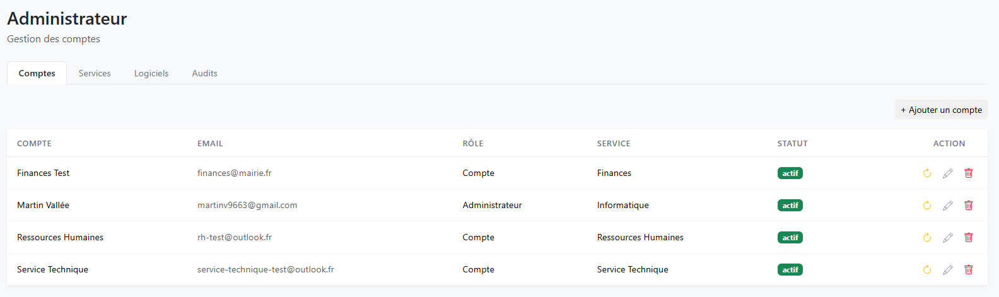 Administrateur
Gestion des comptes
Comptes Services Logiciels Audits
+ Ajouter un compte
COMPTE EMAIL RÔLE SERVICE STATUT ACTION
Finances Test finances@mairie.fr Compte Finances actif
Martin Vallée martinv9663@gmail.com Administrateur Informatique actif
Ressources Humaines rh-test@outlook.fr Compte Ressources Humaines actif
Service Technique service-technique-test@outlook.fr Compte Service Technique actif